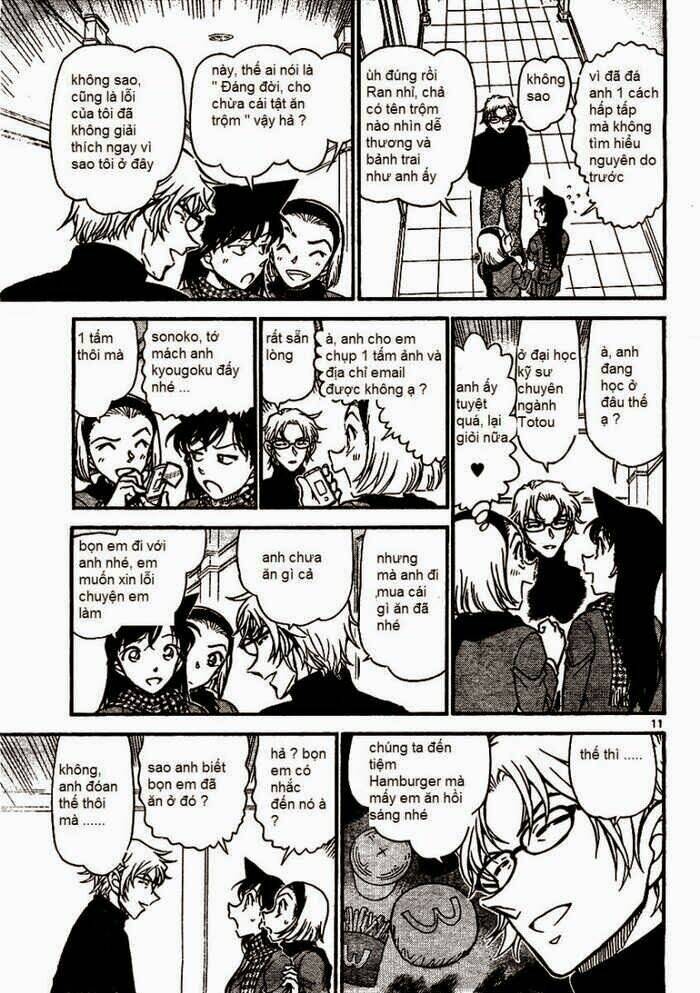 vì đã đá
anh 1 cách
hấp tấp
mà không
tìm hiểu
nguyên do
trước
không
sao
ùh đúng rồi
Ran nhỉ, chả
có tên trộm
nào nhìn dễ
thương và
bảnh trai
như anh ấy
này, thế ai nói là
" Đáng đời, cho
chừa cái tật ăn
trộm " vậy hả ?
không sao,
cũng là lỗi
của tôi đã
không giải
thích ngay vì
sao tôi ở đây
à, anh
đang
học ở
đâu thế
ạ ?
ở đại học
kỹ sư
chuyên
ngành
Totou
anh ấy
tuyệt
quá, lại
giỏi nữa
♥
à, anh cho em
chụp 1 tấm ảnh và
địa chỉ email
được không ạ ?
rất sẵn
lòng
sonoko, tớ
mách anh
kyougoku
đấy
nhé ...
1 tấm
thôi mà
nhưng
mà anh đi
mua cái
gì ăn đã
nhé
anh chưa
ăn gì cả
bọn em đi với
anh nhé, em
muốn xin lỗi
chuyện em
làm
11
thế thì .....
chúng ta đến
tiệm
Hamburger mà
mấy em ăn hồi
sáng nhé
W
W
hả ? bọn
em có
nhắc
đến nó à
?
sao anh biết
bọn em đã
ăn ở đó ?
không,
anh đóan
thế thôi
mà ......